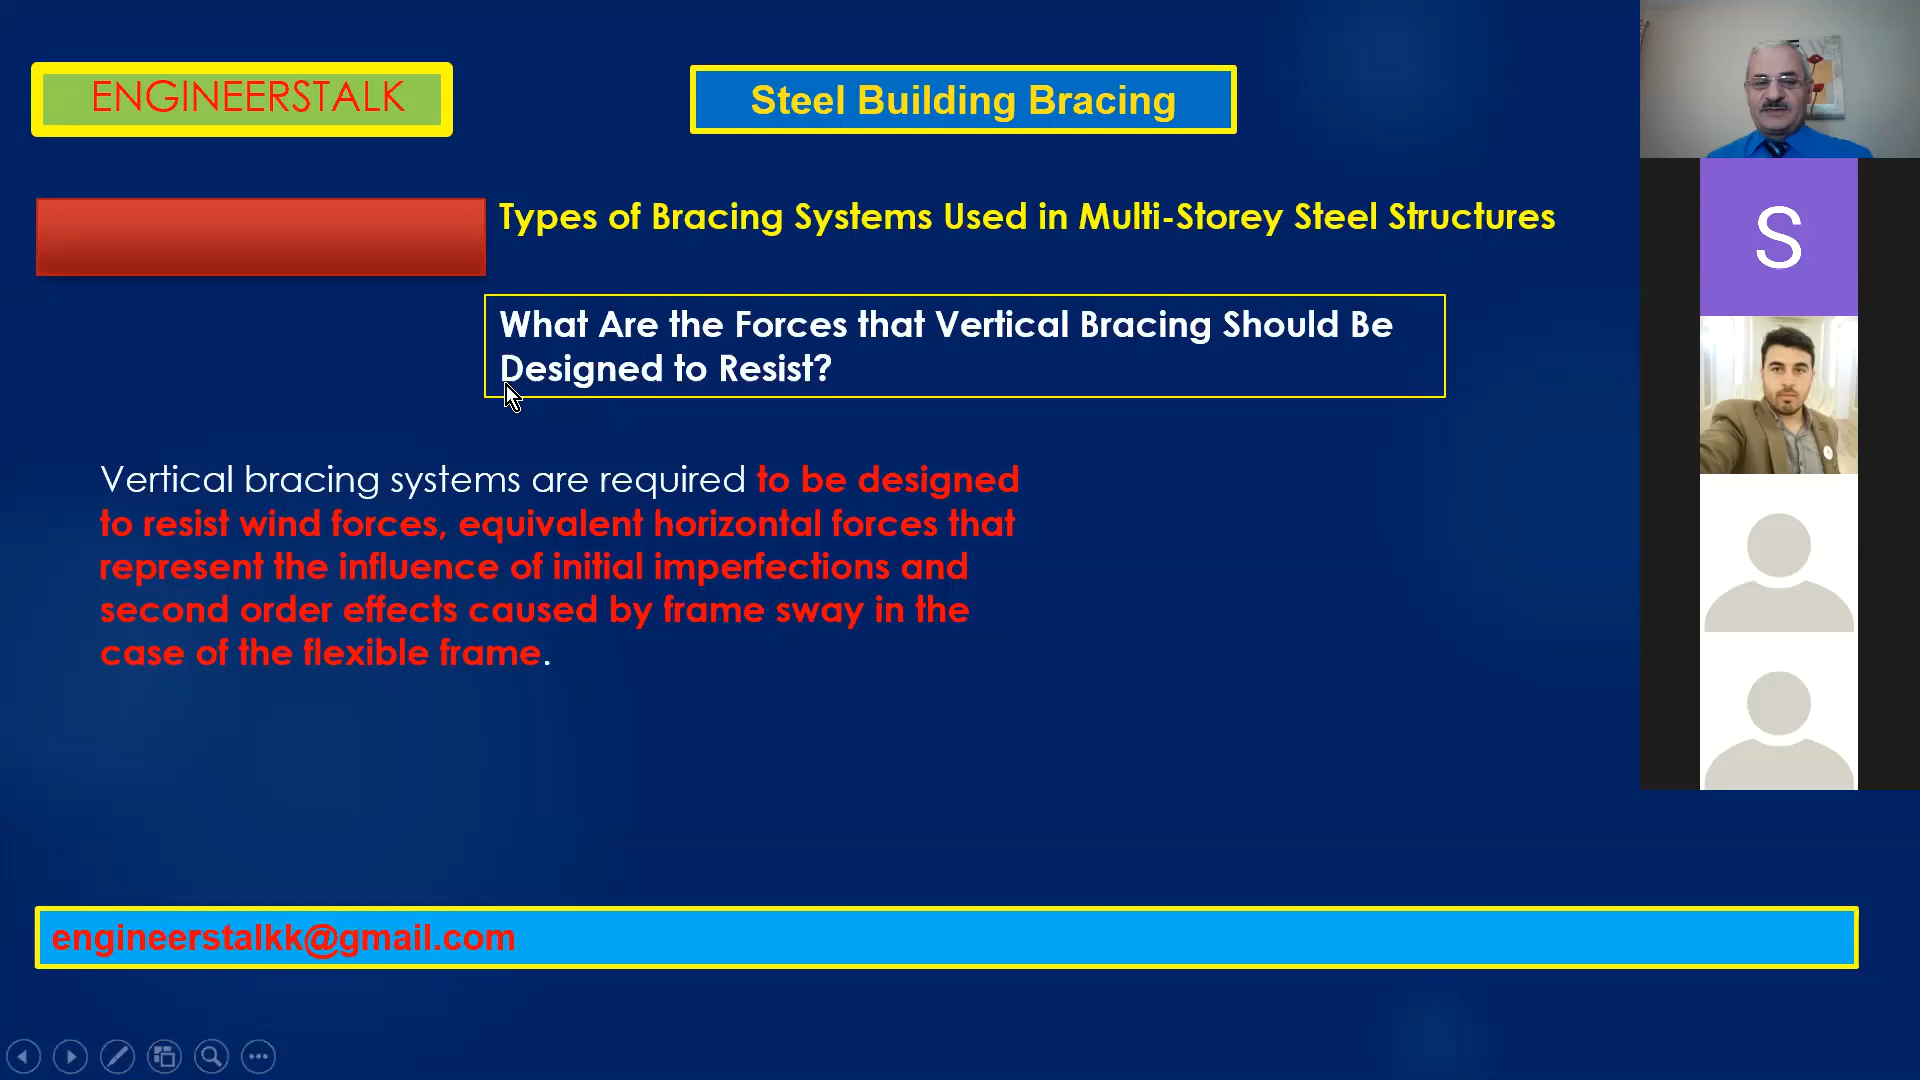 ENGINEERSTALK
Steel Building Bracing
Types of Bracing Systems Used in Multi-Storey Steel Structures
What Are the Forces that Vertical Bracing Should Be
Designed to Resist?
Vertical bracing systems are required to be designed
to resist wind forces, equivalent horizontal forces that
represent the influence of initial imperfections and
second order effects caused by frame sway in the
case of the flexible frame.
engineerstalkk@gmail.com
S